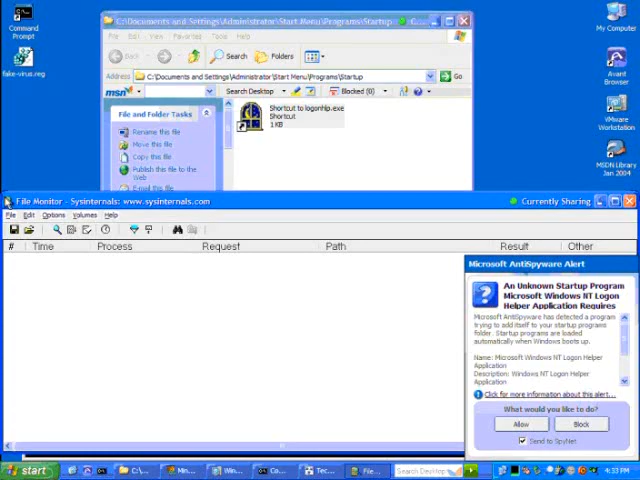 Command
Prompt
fake-virus.reg
C:\Documents and Settings\Administrator\Start Menu\Programs\Startup
File Edit View Favorites Tools Help
Back Search Folders
Address C:\Documents and Settings\Administrator\Start Menu\Programs\Startup Go
msn Search Desktop Blocked (0)
File and Folder Tasks
Rename this file
Move this file
Copy this file
Publish this file to the
Web
E-mail this file
Shortcut to logonhlp.exe
Shortcut
1 KB
My Computer
Avant
Browser
VMware
Workstation
MSDN Library
Jan 2004
File Monitor - Sysinternals: www.sysinternals.com Currently Sharing
File Edit Options Volumes Help
# Time Process Request Path Result Other
Microsoft AntiSpyware Alert
An Unknown Startup Program
Microsoft Windows NT Logon
Helper Application Requires
Microsoft AntiSpyware has detected a program
trying to add itself to your startup programs
folder. Startup programs are loaded
automatically when Windows boots up.
Name: Microsoft Windows NT Logon Helper
Application
Description: Windows NT Logon Helper
Application
Click for more information about this alert...
What would you like to do?
Allow Block
Send to SpyNet
start C:\... Min... Win... Co... Tec... File... Search Desktop 4:33 PM